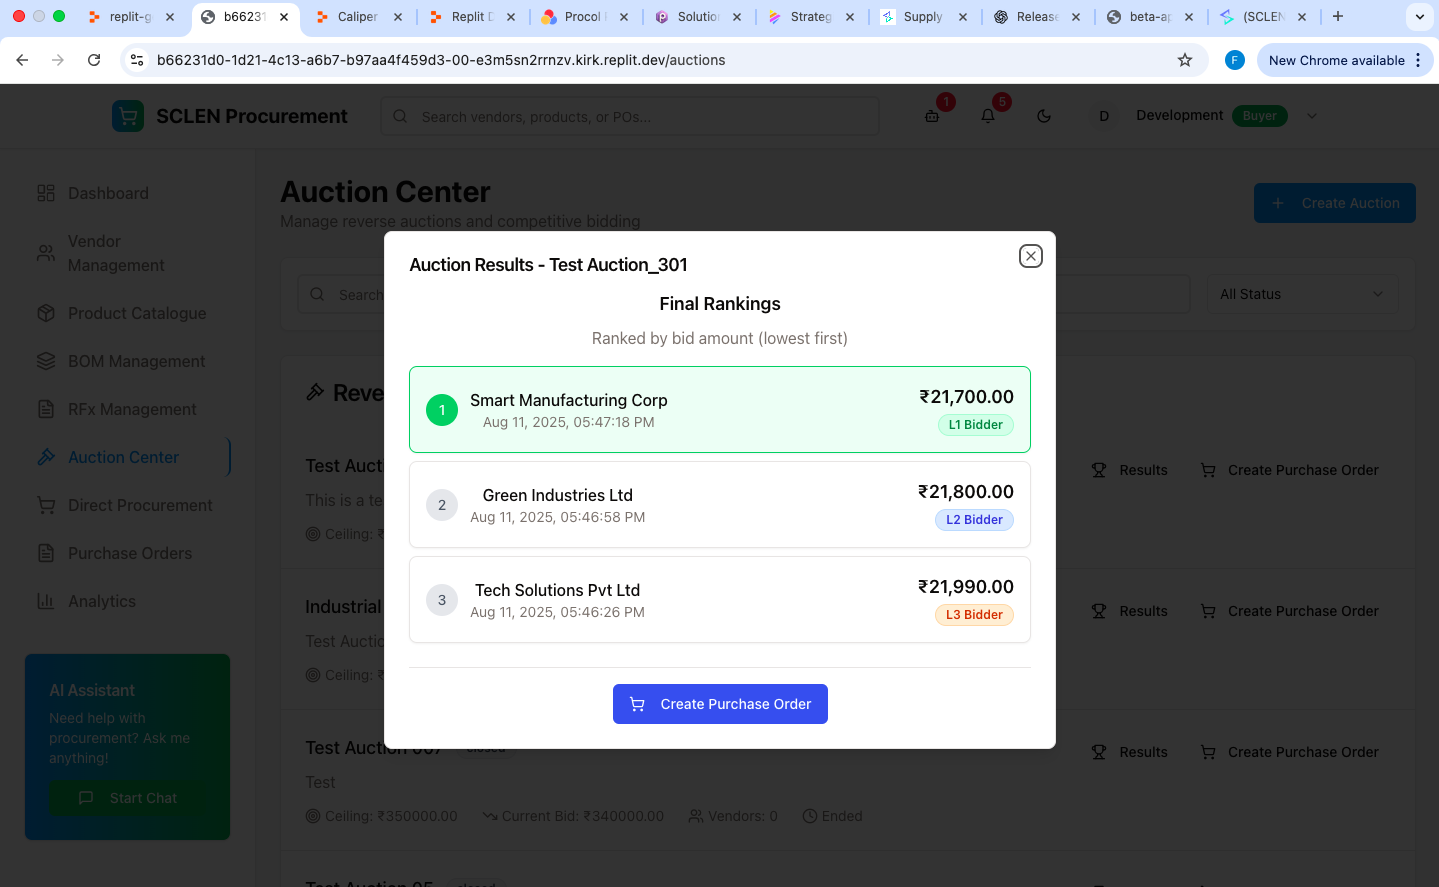 replit-g
b66231
Caliper
Replit D
Procol
Solutio
Strateg
Supply
Release
beta-ap
(SCLEN
b66231d0-1d21-4c13-a6b7-b97aa4f459d3-00-e3m5sn2rrnzv.kirk.replit.dev/auctions
F
New Chrome available
SCLEN Procurement
Search vendors, products, or POs...
1
5
D
Development
Buyer
Dashboard
Vendor
Management
Product Catalogue
BOM Management
RFx Management
Auction Center
Direct Procurement
Purchase Orders
Analytics
AI Assistant
Need help with
procurement? Ask me
anything!
Start Chat
Auction Center
Manage reverse auctions and competitive bidding
Create Auction
Search
All Status
Reve
Test Auct
This is a te
Ceiling: ₹
Results
Create Purchase Order
Industrial
Test Auctio
Ceiling: ₹
Results
Create Purchase Order
Test Auction 007
closed
Test
Ceiling: ₹350000.00
Current Bid: ₹340000.00
Vendors: 0
Ended
Results
Create Purchase Order
Test Auction 05
closed
Auction Results - Test Auction_301
Final Rankings
Ranked by bid amount (lowest first)
1
Smart Manufacturing Corp
Aug 11, 2025, 05:47:18 PM
₹21,700.00
L1 Bidder
2
Green Industries Ltd
Aug 11, 2025, 05:46:58 PM
₹21,800.00
L2 Bidder
3
Tech Solutions Pvt Ltd
Aug 11, 2025, 05:46:26 PM
₹21,990.00
L3 Bidder
Create Purchase Order